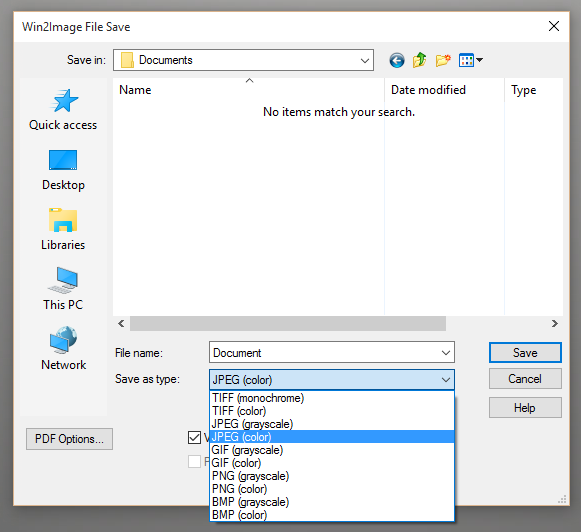 Win2Image File Save
Save in: Documents
Name Date modified Type
No items match your search.
Quick access
Desktop
Libraries
This PC
Network
File name: Document Save
Save as type: JPEG (color) Cancel
Help
TIFF (monochrome)
TIFF (color)
JPEG (grayscale)
JPEG (color)
GIF (grayscale)
GIF (color)
PNG (grayscale)
PNG (color)
BMP (grayscale)
BMP (color)
PDF Options...